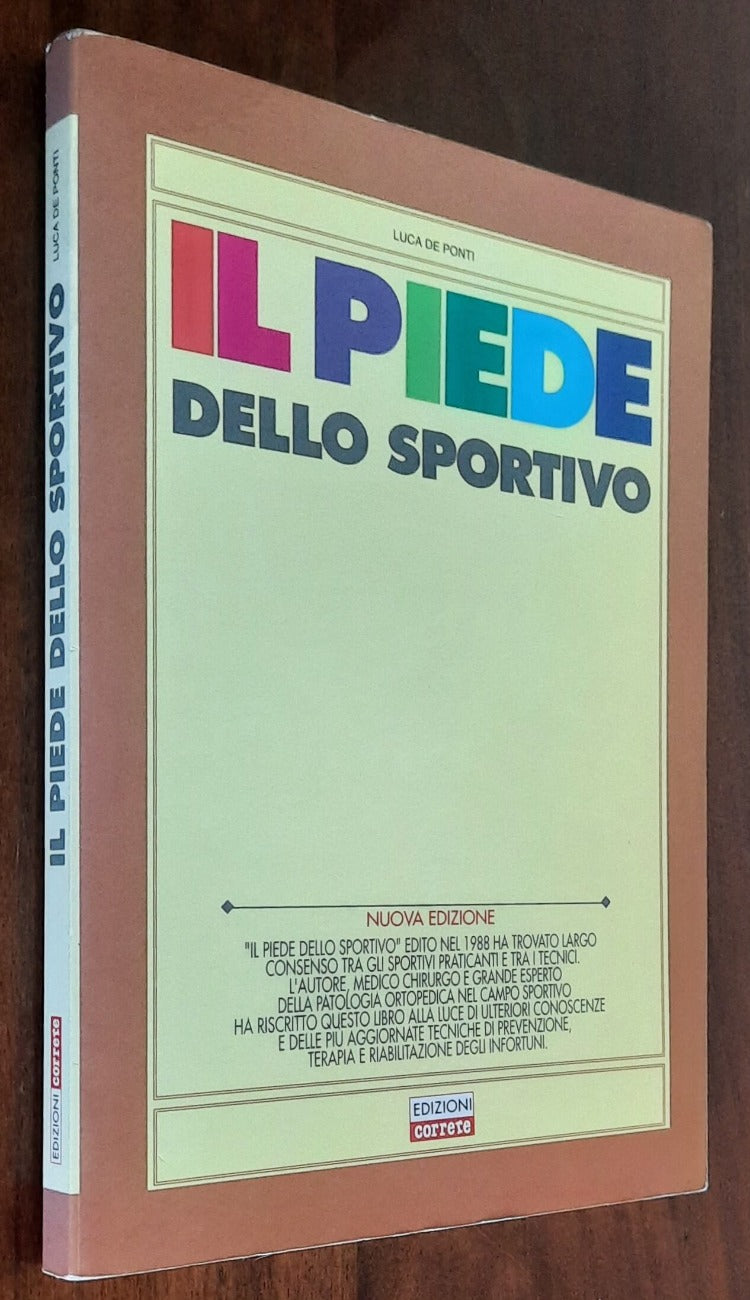 LUCA DE PONTI
IL PIEDE
DELLO SPORTIVO
NUOVA EDIZIONE
"IL PIEDE DELLO SPORTIVO" EDITO NEL 1988 HA TROVATO LARGO
CONSENSO TRA GLI SPORTIVI PRATICANTI E TRA I TECNICI.
L'AUTORE, MEDICO CHIRURGO E GRANDE ESPERTO
DELLA PATOLOGIA ORTOPEDICA NEL CAMPO SPORTIVO
HA RISCRITTO QUESTO LIBRO ALLA LUCE DI ULTERIORI CONOSCENZE
E DELLE PIÙ AGGIORNATE TECNICHE DI PREVENZIONE,
TERAPIA E RIABILITAZIONE DEGLI INFORTUNI.
EDIZIONI
correre
LUCA DE PONTI
IL PIEDE DELLO SPORTIVO
EDIZIONI correre